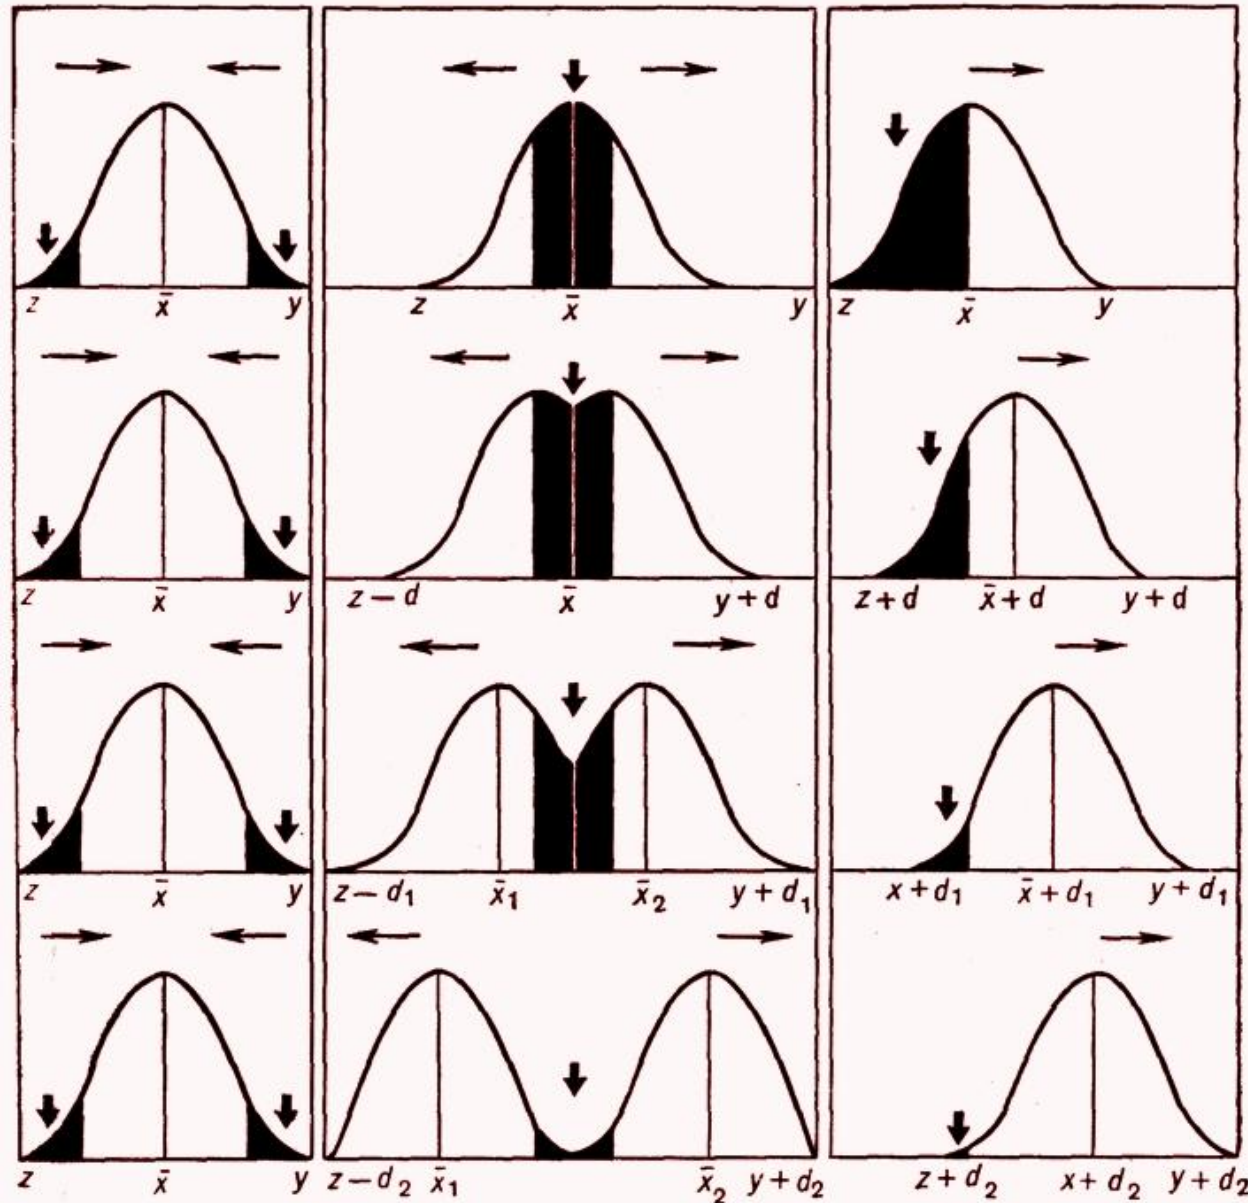 z x̄ y z x̄ y z x̄ y
z x̄ y z – d x̄ y + d z + d x̄ + d y + d
z x̄ y z – d₁ x̄₁ x̄₂ y + d₁ x + d₁ x̄ + d₁ y + d₁
z x̄ y z – d₂ x̄₁ x̄₂ y + d₂ z + d₂ x + d₂ y + d₂